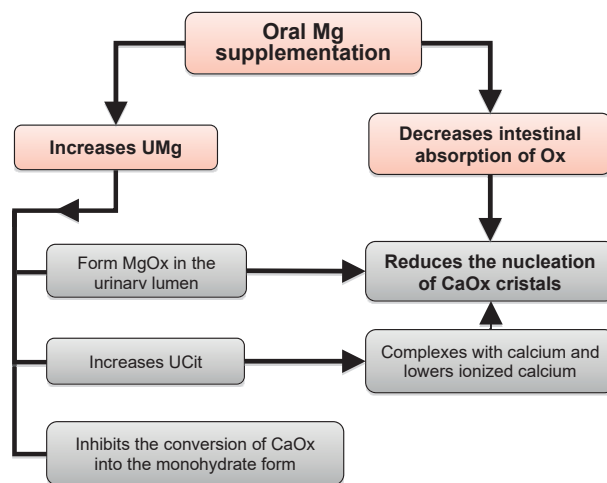 Oral Mg
supplementation
Increases UMg
Decreases intestinal
absorption of Ox
Form MgOx in the
urinary lumen
Reduces the nucleation
of CaOx cristals
Increases UCit
Complexes with calcium and
lowers ionized calcium
Inhibits the conversion of CaOx
into the monohydrate form